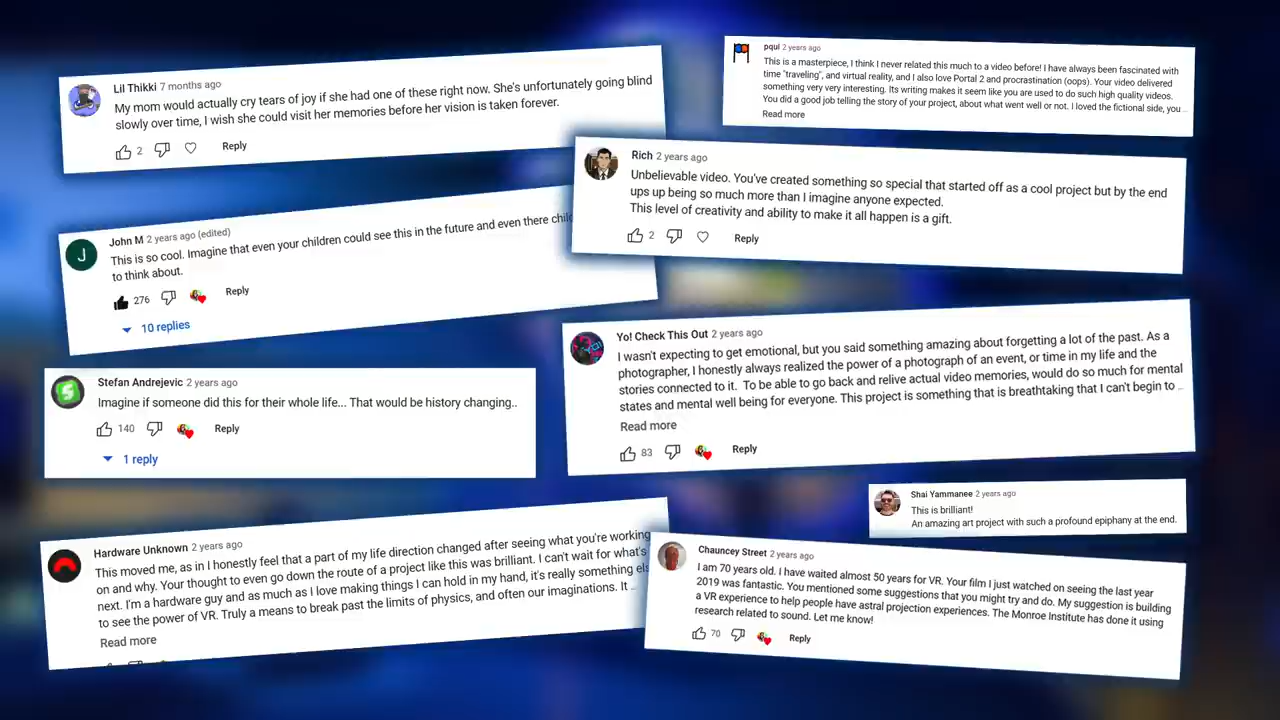 Lil Thikki 7 months ago
My mom would actually cry tears of joy if she had one of these right now. She's unfortunately going blind
slowly over time, I wish she could visit her memories before her vision is taken forever.
2 Reply
pqui 2 years ago
This is a masterpiece, I think I never related this much to a video before! I have always been fascinated with
time "traveling", and virtual reality, and I also love Portal 2 and procrastination (oops). Your video delivered
something very very interesting. Its writing makes it seem like you are used to do such high quality videos.
You did a good job telling the story of your project, about what went well or not. I loved the fictional side, you ...
Read more
Rich 2 years ago
Unbelievable video. You've created something so special that started off as a cool project but by the end
ups up being so much more than I imagine anyone expected.
This level of creativity and ability to make it all happen is a gift.
2 Reply
John M 2 years ago (edited)
This is so cool. Imagine that even your children could see this in the future and even there
to think about.
276 Reply
10 replies
Yo! Check This Out 2 years ago
I wasn't expecting to get emotional, but you said something amazing about forgetting a lot of the past. As a
photographer, I honestly always realized the power of a photograph of an event, or time in my life and the
stories connected to it. To be able to go back and relive actual video memories, would do so much for mental
states and mental well being for everyone. This project is something that is breathtaking that I can't begin to ...
Read more
83 Reply
Stefan Andrejevic 2 years ago
Imagine if someone did this for their whole life... That would be history changing..
140 Reply
1 reply
Shai Yammanee 2 years ago
This is brilliant!
An amazing art project with such a profound epiphany at the end.
Hardware Unknown 2 years ago
This moved me, as in I honestly feel that a part of my life direction changed after seeing what you're working
on and why. Your thought to even go down the route of a project like this was brilliant. I can't wait for what's
next. I'm a hardware guy and as much as I love making things I can hold in my hand, it's really something
to see the power of VR. Truly a means to break past the limits of physics, and often our imaginations. It ...
Read more
Chauncey Street 2 years ago
I am 70 years old. I have waited almost 50 years for VR. Your film I just watched on seeing the last year
2019 was fantastic. You mentioned some suggestions that you might try and do. My suggestion is building
a VR experience to help people have astral projection experiences. The Monroe Institute has done it using
research related to sound. Let me know!
70 Reply